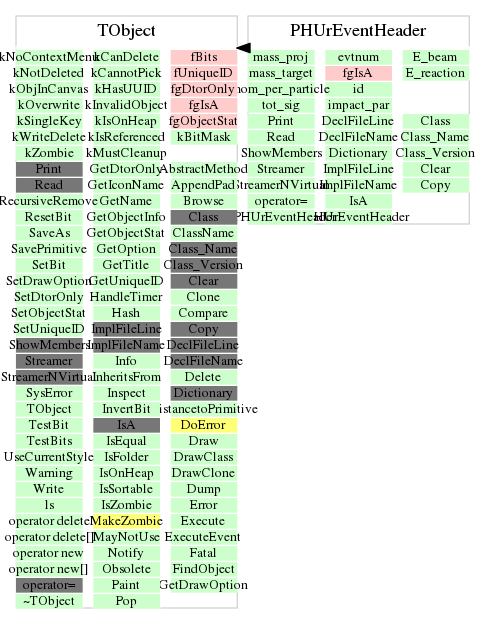 TObject PHUrEventHeader
kNoContextMenu kCanDelete fBits mass_proj evtnum E_beam
kNotDeleted kCannotPick fUniqueID mass_target fgIsA E_reaction
kObjInCanvas kHasUUID fgDtorOnly id
kOverwrite kInvalidObject fgIsA tot_sig impact_par
kSingleKey kIsOnHeap fgObjectStat Print DeclFileLine Class
kWriteDelete kIsReferenced kBitMask Read DeclFileName Class_Name
kZombie kMustCleanup ShowMembers Dictionary Class_Version
Print GetDtorOnly AbstractMethod Streamer ImplFileLine Clear
Read GetIconName AppendPad StreamerNVirtual ImplFileName Copy
RecursiveRemove GetName Browse operator= IsA
ResetBit GetObjectInfo Class PHUrEventHeader PHUrEventHeader
SaveAs GetObjectStat ClassName
SavePrimitive GetOption Class_Name
SetBit GetTitle Class_Version
SetDrawOption GetUniqueID Clear
SetDtorOnly HandleTimer Clone
SetObjectStat Hash Compare
SetUniqueID ImplFileLine Copy
ShowMembers ImplFileName DeclFileLine
Streamer Info DeclFileName
StreamerNVirtual InheritsFrom Delete
SysError Inspect Dictionary
TObject InvertBit DistancetoPrimitive
TestBit IsA DoError
TestBits IsEqual Draw
UseCurrentStyle IsFolder DrawClass
Warning IsOnHeap DrawClone
Write IsSortable Dump
ls IsZombie Error
operator delete MakeZombie Execute
operator delete[] MayNotUse ExecuteEvent
operator new Notify Fatal
operator new[] Obsolete FindObject
operator= Paint GetDrawOption
~TObject Pop